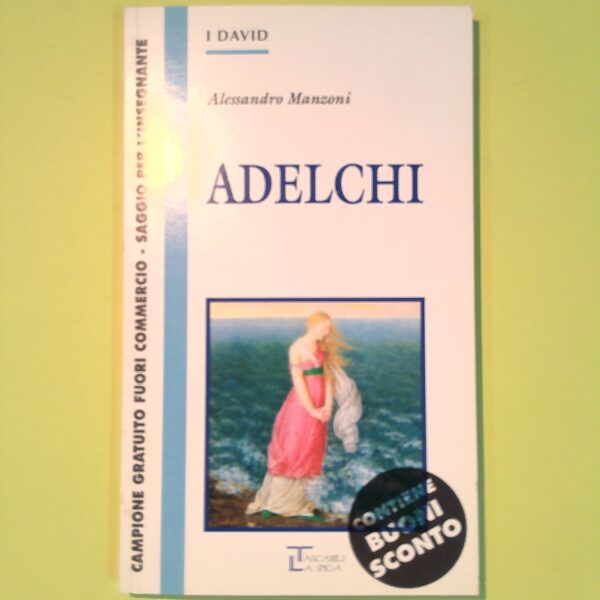 I DAVID
Alessandro Manzoni
ADELCHI
CAMPIONE GRATUITO FUORI COMMERCIO - SAGGIO PER L'INSEGNANTE
CONTIENE
BUONI
SCONTO
TASCABILI
LA SPIGA